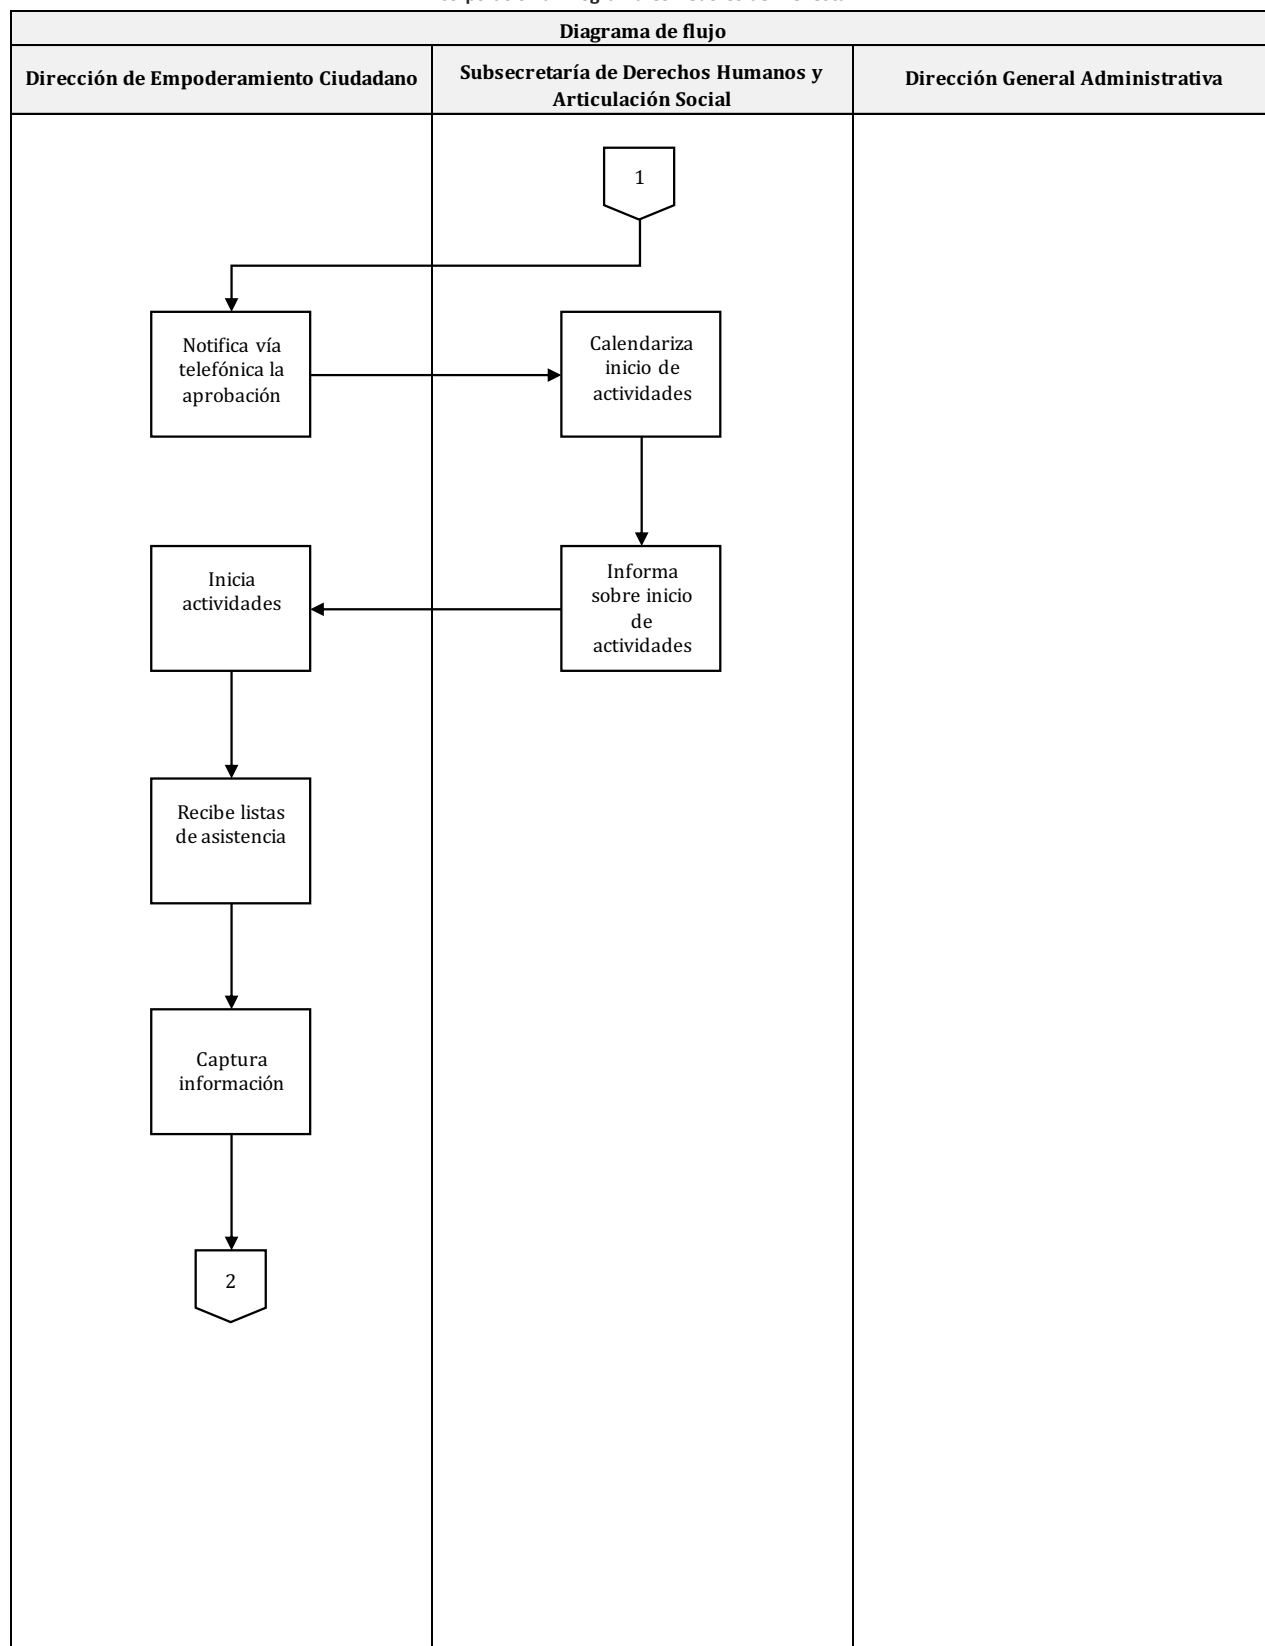 Diagrama de flujo
Dirección de Empoderamiento Ciudadano
Subsecretaría de Derechos Humanos y
Articulación Social
Dirección General Administrativa
1
Notifica vía
telefónica la
aprobación
Calendariza
inicio de
actividades
Inicia
actividades
Informa
sobre inicio
de
actividades
Recibe listas
de asistencia
Captura
información
2